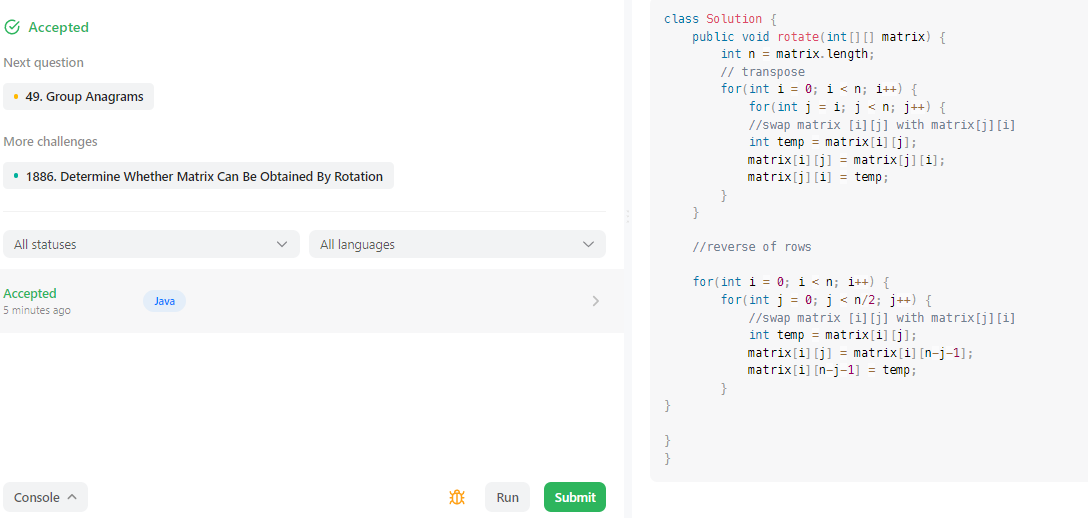 Accepted
Next question
49. Group Anagrams
More challenges
1886. Determine Whether Matrix Can Be Obtained By Rotation
All statuses
All languages
Accepted
Java
5 minutes ago
Console
Run
Submit
class Solution {
    public void rotate(int[][] matrix) {
        int n = matrix.length;
        // transpose
        for(int i = 0; i < n; i++) {
            for(int j = i; j < n; j++) {
            //swap matrix [i][j] with matrix[j][i]
            int temp = matrix[i][j];
            matrix[i][j] = matrix[j][i];
            matrix[j][i] = temp;
        }
    }
    //reverse of rows
    for(int i = 0; i < n; i++) {
        for(int j = 0; j < n/2; j++) {
            //swap matrix [i][j] with matrix[j][i]
            int temp = matrix[i][j];
            matrix[i][j] = matrix[i][n-j-1];
            matrix[i][n-j-1] = temp;
        }
}
}
}